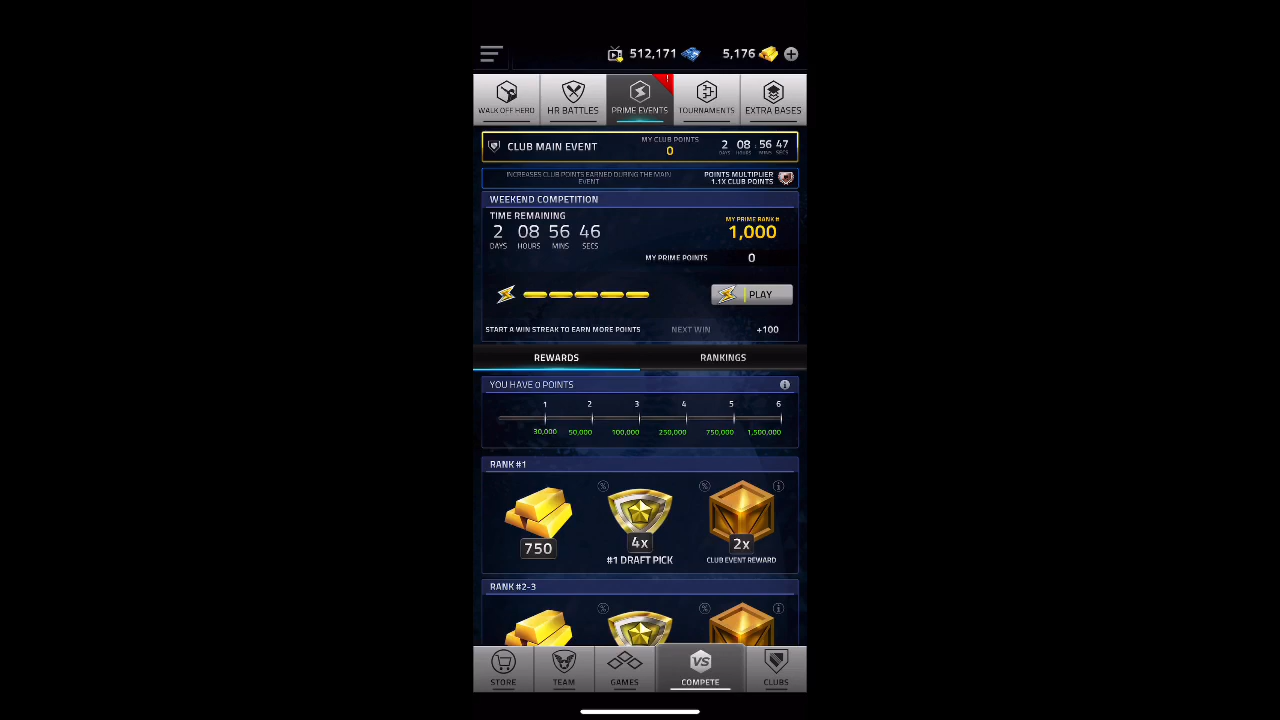 512,171
5,176
WALK OFF HERO
HR BATTLES
PRIME EVENTS
!
TOURNAMENTS
EXTRA BASES
CLUB MAIN EVENT
MY CLUB POINTS
0
2 08 56 47
DAYS HOURS MINS SECS
INCREASES CLUB POINTS EARNED DURING THE MAIN
EVENT
POINTS MULTIPLIER
1.1X CLUB POINTS
WEEKEND COMPETITION
TIME REMAINING
2 08 56 46
DAYS HOURS MINS SECS
MY PRIME RANK #
1,000
MY PRIME POINTS 0
PLAY
START A WIN STREAK TO EARN MORE POINTS
NEXT WIN +100
REWARDS
RANKINGS
YOU HAVE 0 POINTS
1 2 3 4 5 6
30,000 50,000 100,000 250,000 750,000 1,500,000
RANK #1
750
4x
#1 DRAFT PICK
2x
CLUB EVENT REWARD
RANK #2-3
STORE
TEAM
GAMES
VS
COMPETE
CLUBS